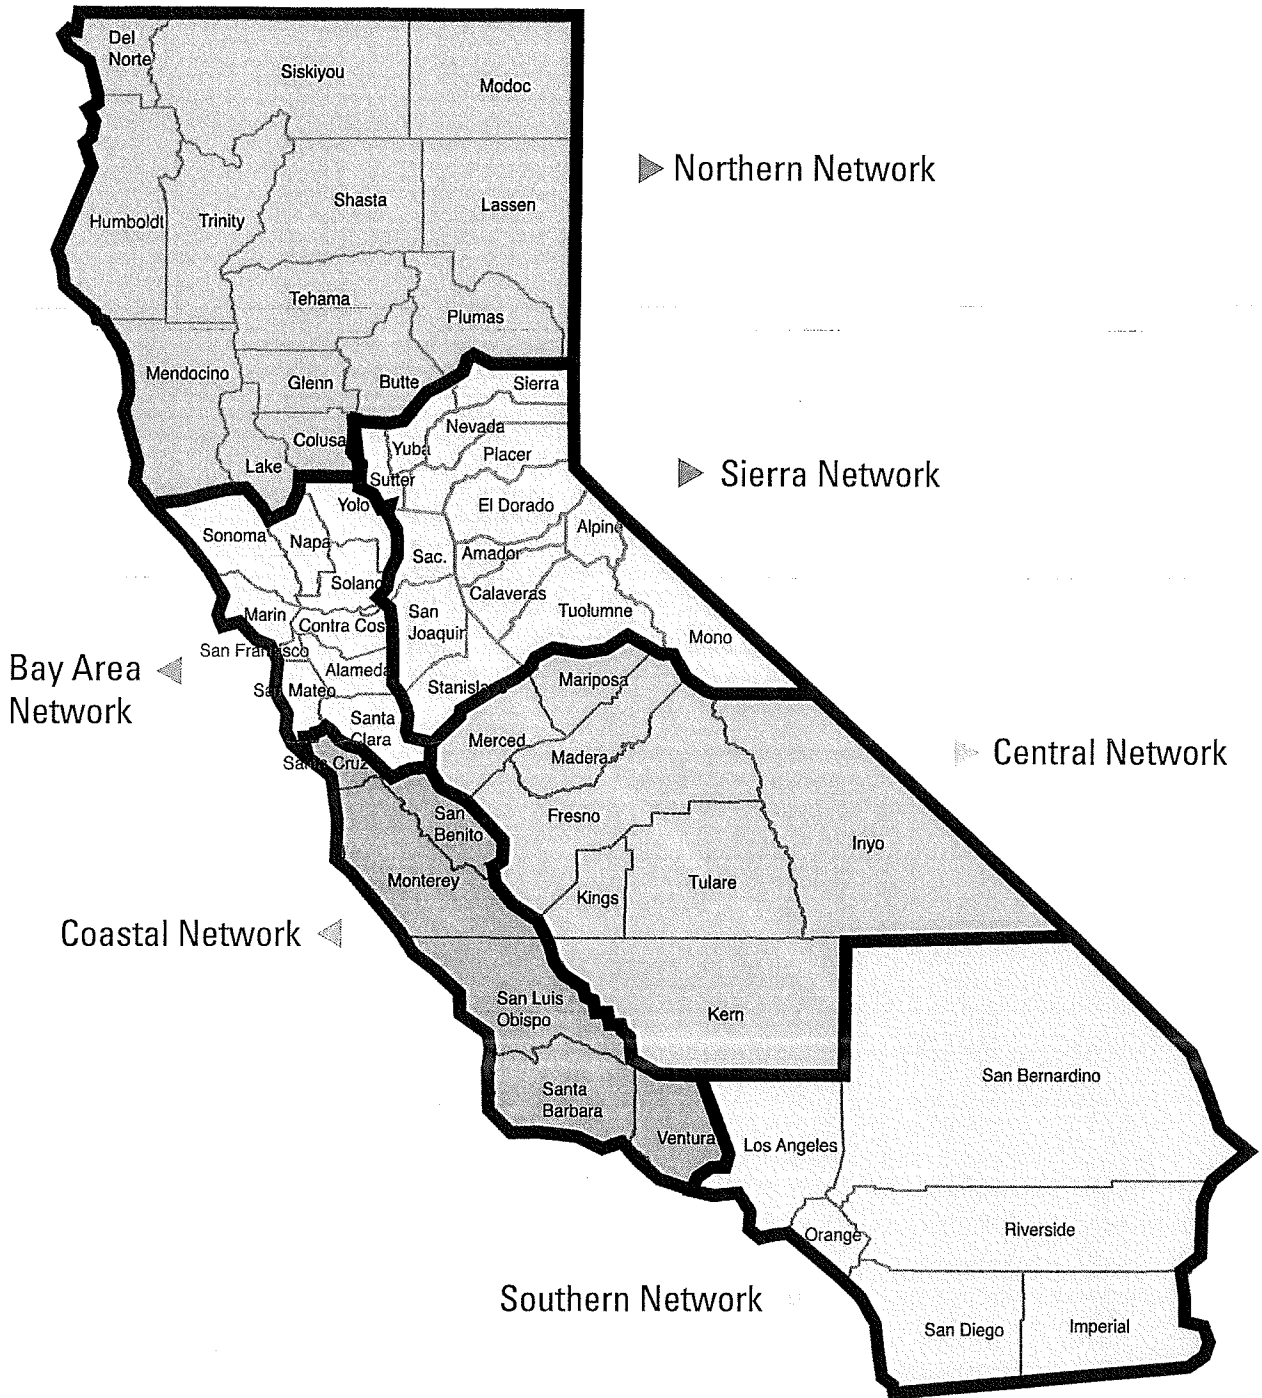 Del
Norte
Siskiyou
Modoc
Northern Network
Humboldt
Trinity
Shasta
Lassen
Tehama
Plumas
Mendocino
Glenn
Butte
Sierra
Colusa
Nevada
Yuba
Placer
Lake
Sutter
Sierra Network
Yolo
El Dorado
Sonoma
Napa
Alpine
Sac.
Amador
Solano
Calaveras
Marin
San
Joaquin
Tuolumne
Contra Cos
Mono
San Francisco
Bay Area
Network
Alameda
Mariposa
San Mateo
Stanislaus
Santa
Clara
Merced
Santa Cruz
Madera
Central Network
San
Benito
Fresno
Inyo
Monterey
Kings
Tulare
Coastal Network
San Luis
Obispo
Kern
Santa
Barbara
San Bernardino
Ventura
Los Angeles
Orange
Riverside
Southern Network
San Diego
Imperial